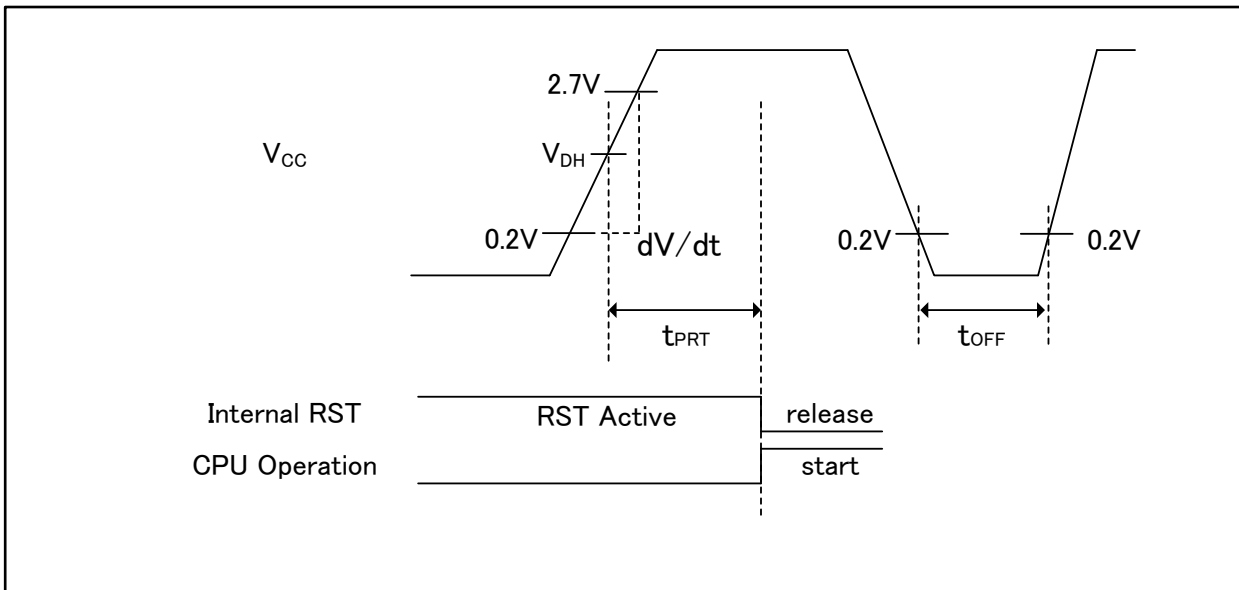 2.7V
VCC
VDH
0.2V
dV/dt
0.2V
0.2V
tPRT
tOFF
Internal RST
RST Active
release
CPU Operation
start